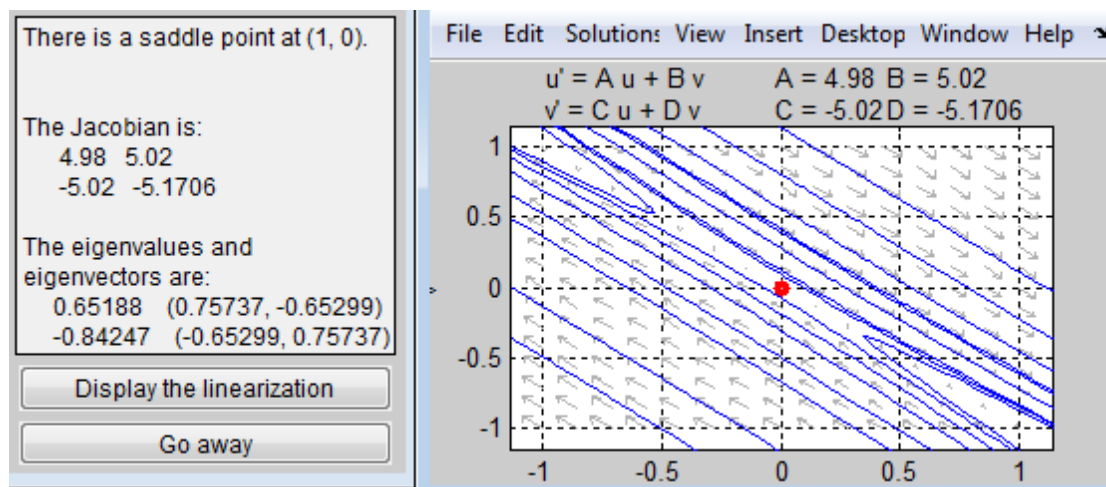 There is a saddle point at (1, 0).
The Jacobian is:
4.98 5.02
-5.02 -5.1706
The eigenvalues and
eigenvectors are:
0.65188 (0.75737, -0.65299)
-0.84247 (-0.65299, 0.75737)
Display the linearization
Go away
File Edit Solutions View Insert Desktop Window Help
u' = A u + B v A = 4.98 B = 5.02
v' = C u + D v C = -5.02 D = -5.1706
1
0.5
0
-0.5
-1
-1 -0.5 0 0.5 1